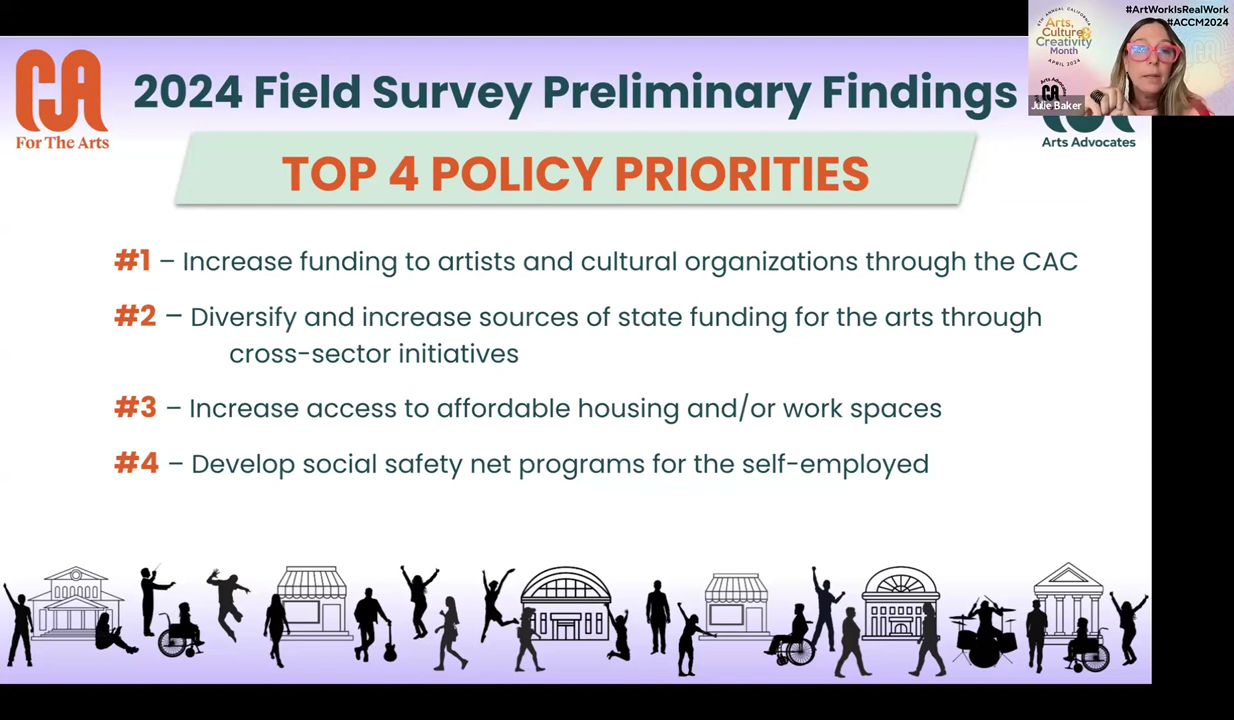 2024 Field Survey Preliminary Findings
For The Arts
TOP 4 POLICY PRIORITIES
#1 – Increase funding to artists and cultural organizations through the CAC
#2 – Diversify and increase sources of state funding for the arts through
cross-sector initiatives
#3 – Increase access to affordable housing and/or work spaces
#4 – Develop social safety net programs for the self-employed
#ArtWorkIsRealWork
#ACCM2024
Arts,
Culture &
Creativity
Month
APRIL 2024
Julie Baker
Arts Advocates